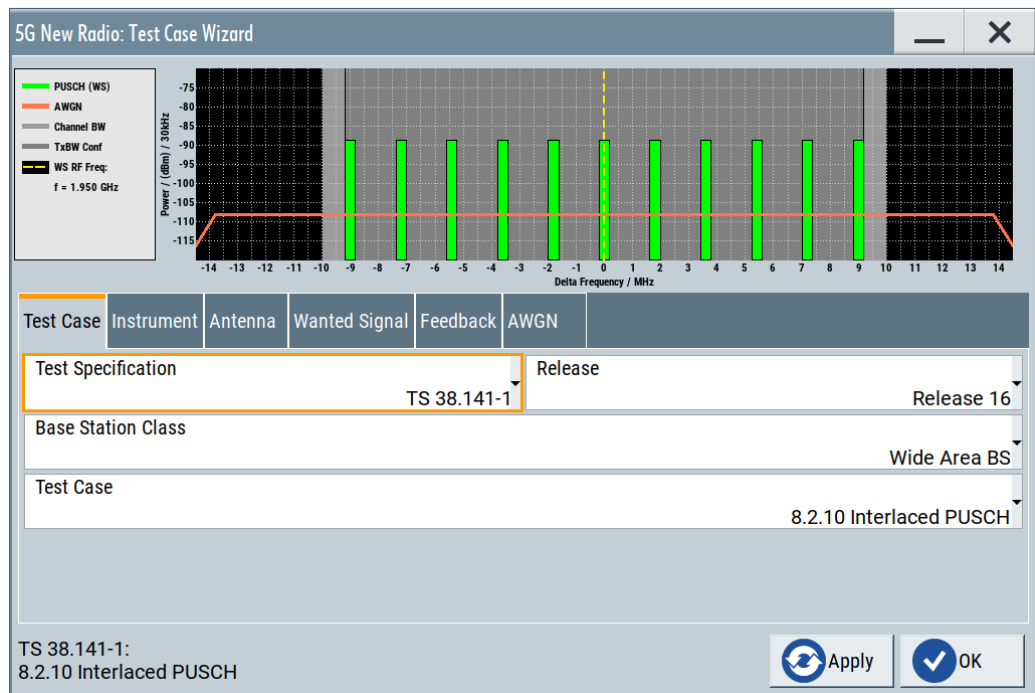 5G New Radio: Test Case Wizard
PUSCH (WS)
AWGN
Channel BW
TxBW Conf
WS RF Freq:
f = 1.950 GHz
Power / (dBm) / 30kHz
-75
-80
-85
-90
-95
-100
-105
-110
-115
-14 -13 -12 -11 -10 -9 -8 -7 -6 -5 -4 -3 -2 -1 0 1 2 3 4 5 6 7 8 9 10 11 12 13 14
Delta Frequency / MHz
Test Case Instrument Antenna Wanted Signal Feedback AWGN
Test Specification
TS 38.141-1
Release
Release 16
Base Station Class
Wide Area BS
Test Case
8.2.10 Interlaced PUSCH
TS 38.141-1:
8.2.10 Interlaced PUSCH
Apply
OK